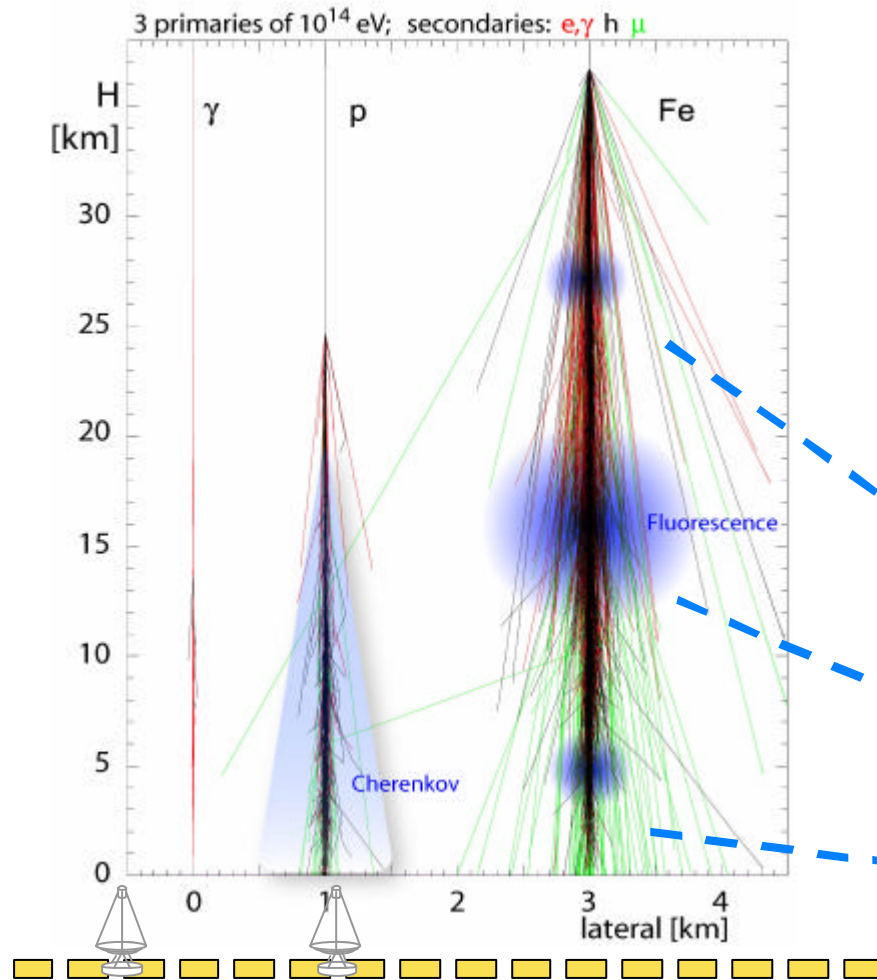 3 primaries of 10¹⁴ eV; secondaries: e,γ h μ
H
[km]
γ
p
Fe
30
25
20
Fluorescence
15
10
5
Cherenkov
0
0 1 2 3 4
lateral [km]